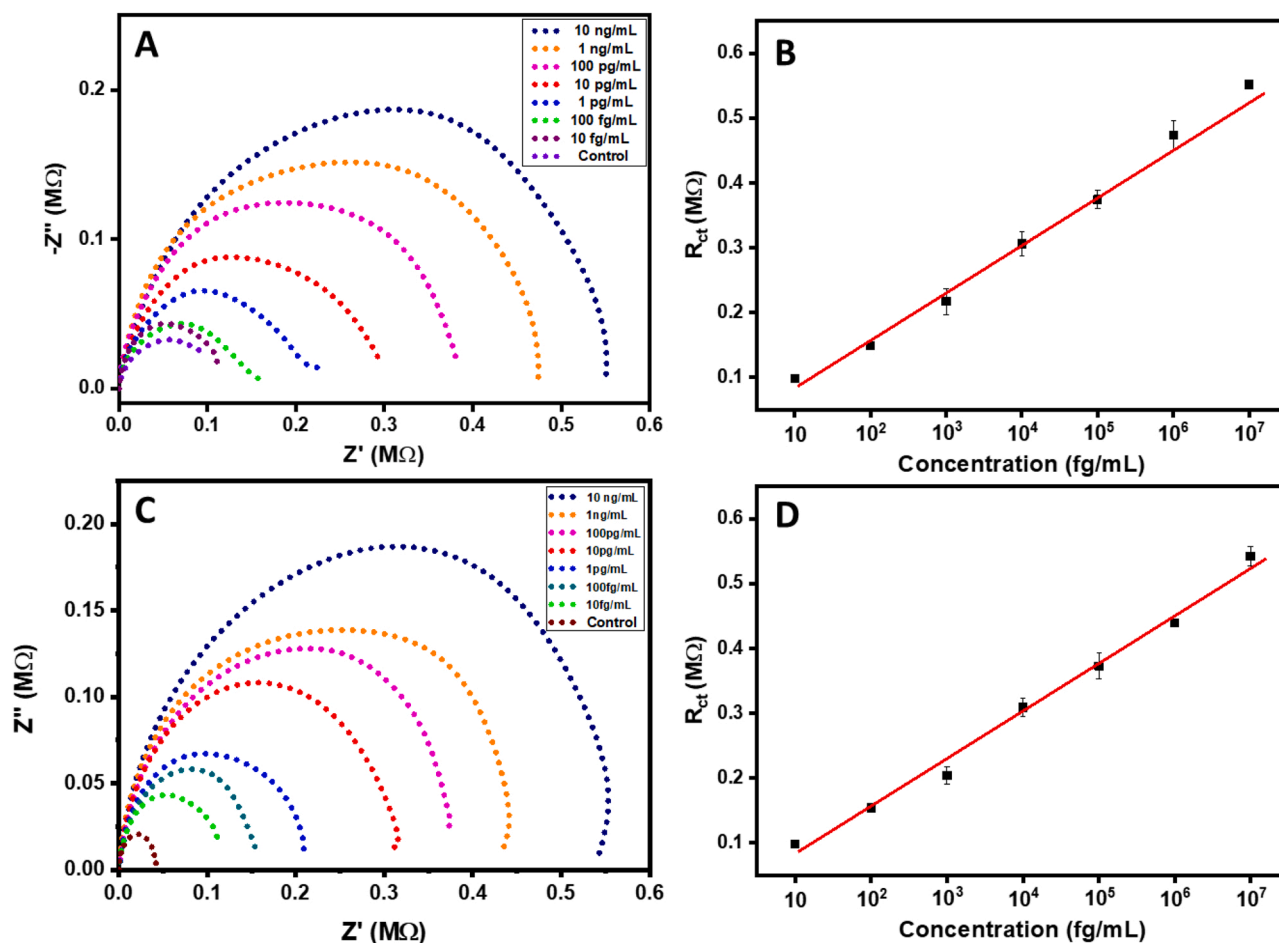 A
10 ng/mL
1 ng/mL
100 pg/mL
10 pg/mL
1 pg/mL
100 fg/mL
10 fg/mL
Control
-Z'' (MΩ)
0.2
0.1
0.0
0.0 0.1 0.2 0.3 0.4 0.5 0.6
Z' (MΩ)
B
R_ct (MΩ)
0.6
0.5
0.4
0.3
0.2
0.1
10 10² 10³ 10⁴ 10⁵ 10⁶ 10⁷
Concentration (fg/mL)
C
10 ng/mL
1ng/mL
100pg/mL
10pg/mL
1pg/mL
100fg/mL
10fg/mL
Control
Z'' (MΩ)
0.20
0.15
0.10
0.05
0.00
0.0 0.1 0.2 0.3 0.4 0.5 0.6
Z' (MΩ)
D
R_ct (MΩ)
0.6
0.5
0.4
0.3
0.2
0.1
10 10² 10³ 10⁴ 10⁵ 10⁶ 10⁷
Concentration (fg/mL)